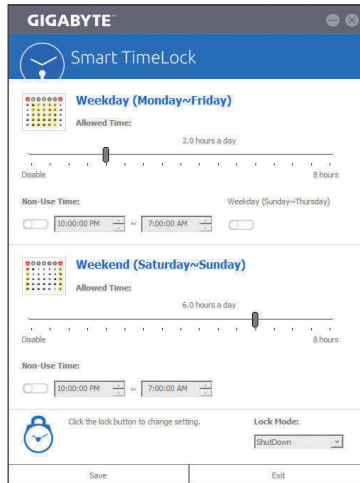 GIGABYTE™
Smart TimeLock
Weekday (Monday~Friday)
Allowed Time:
2.0 hours a day
Disable 8 hours
Non-Use Time: Weekday (Sunday~Thursday)
10:00:00 PM ~ 7:00:00 AM
Weekend (Saturday~Sunday)
Allowed Time:
6.0 hours a day
Disable 8 hours
Non-Use Time:
10:00:00 PM ~ 7:00:00 AM
Click the lock button to change setting. Lock Mode:
ShutDown
Save Exit